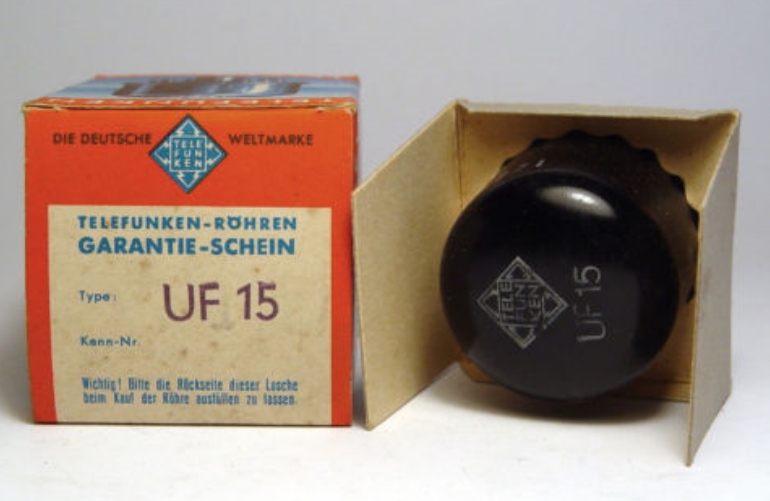 DIE DEUTSCHE TELE FUN KEN WELTMARKE
TELEFUNKEN-RÖHREN
GARANTIE-SCHEIN
Type: UF 15
Kenn-Nr.
Wichtig! Bitte die Rückseite dieser Lasche
beim Kauf der Röhre ausfüllen zu lassen.
TELE
FUN
KEN
UF 15